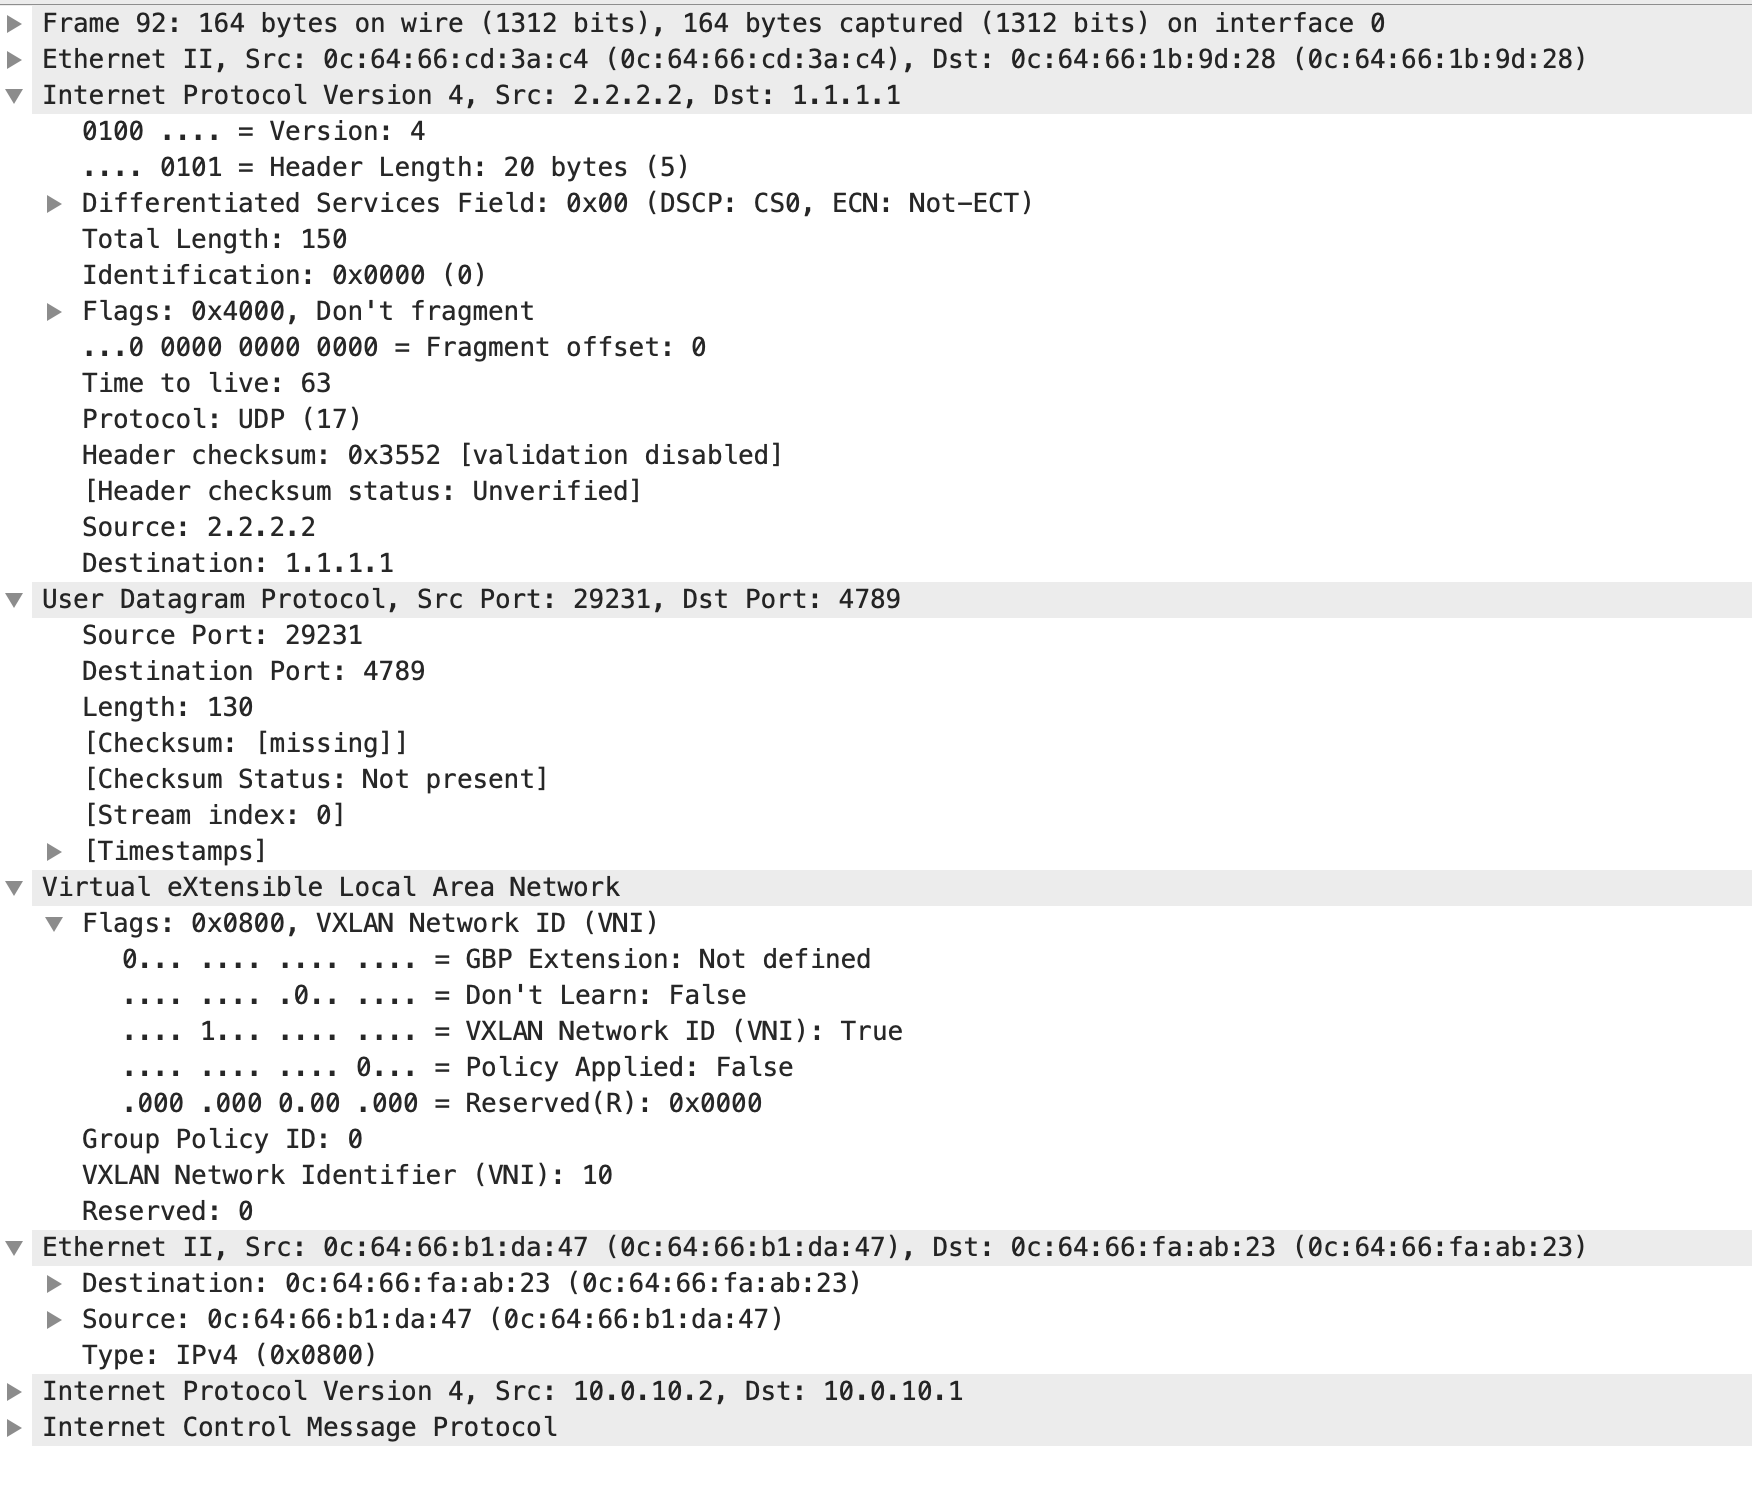 Frame 92: 164 bytes on wire (1312 bits), 164 bytes captured (1312 bits) on interface 0
Ethernet II, Src: 0c:64:66:cd:3a:c4 (0c:64:66:cd:3a:c4), Dst: 0c:64:66:1b:9d:28 (0c:64:66:1b:9d:28)
Internet Protocol Version 4, Src: 2.2.2.2, Dst: 1.1.1.1
0100 .... = Version: 4
.... 0101 = Header Length: 20 bytes (5)
Differentiated Services Field: 0x00 (DSCP: CS0, ECN: Not-ECT)
Total Length: 150
Identification: 0x0000 (0)
Flags: 0x4000, Don't fragment
...0 0000 0000 0000 = Fragment offset: 0
Time to live: 63
Protocol: UDP (17)
Header checksum: 0x3552 [validation disabled]
[Header checksum status: Unverified]
Source: 2.2.2.2
Destination: 1.1.1.1
User Datagram Protocol, Src Port: 29231, Dst Port: 4789
Source Port: 29231
Destination Port: 4789
Length: 130
[Checksum: [missing]]
[Checksum Status: Not present]
[Stream index: 0]
[Timestamps]
Virtual eXtensible Local Area Network
Flags: 0x0800, VXLAN Network ID (VNI)
0... .... .... .... = GBP Extension: Not defined
.... .... .0.. .... = Don't Learn: False
.... 1... .... .... = VXLAN Network ID (VNI): True
.... .... .... 0... = Policy Applied: False
.000 .000 0.00 .000 = Reserved(R): 0x0000
Group Policy ID: 0
VXLAN Network Identifier (VNI): 10
Reserved: 0
Ethernet II, Src: 0c:64:66:b1:da:47 (0c:64:66:b1:da:47), Dst: 0c:64:66:fa:ab:23 (0c:64:66:fa:ab:23)
Destination: 0c:64:66:fa:ab:23 (0c:64:66:fa:ab:23)
Source: 0c:64:66:b1:da:47 (0c:64:66:b1:da:47)
Type: IPv4 (0x0800)
Internet Protocol Version 4, Src: 10.0.10.2, Dst: 10.0.10.1
Internet Control Message Protocol